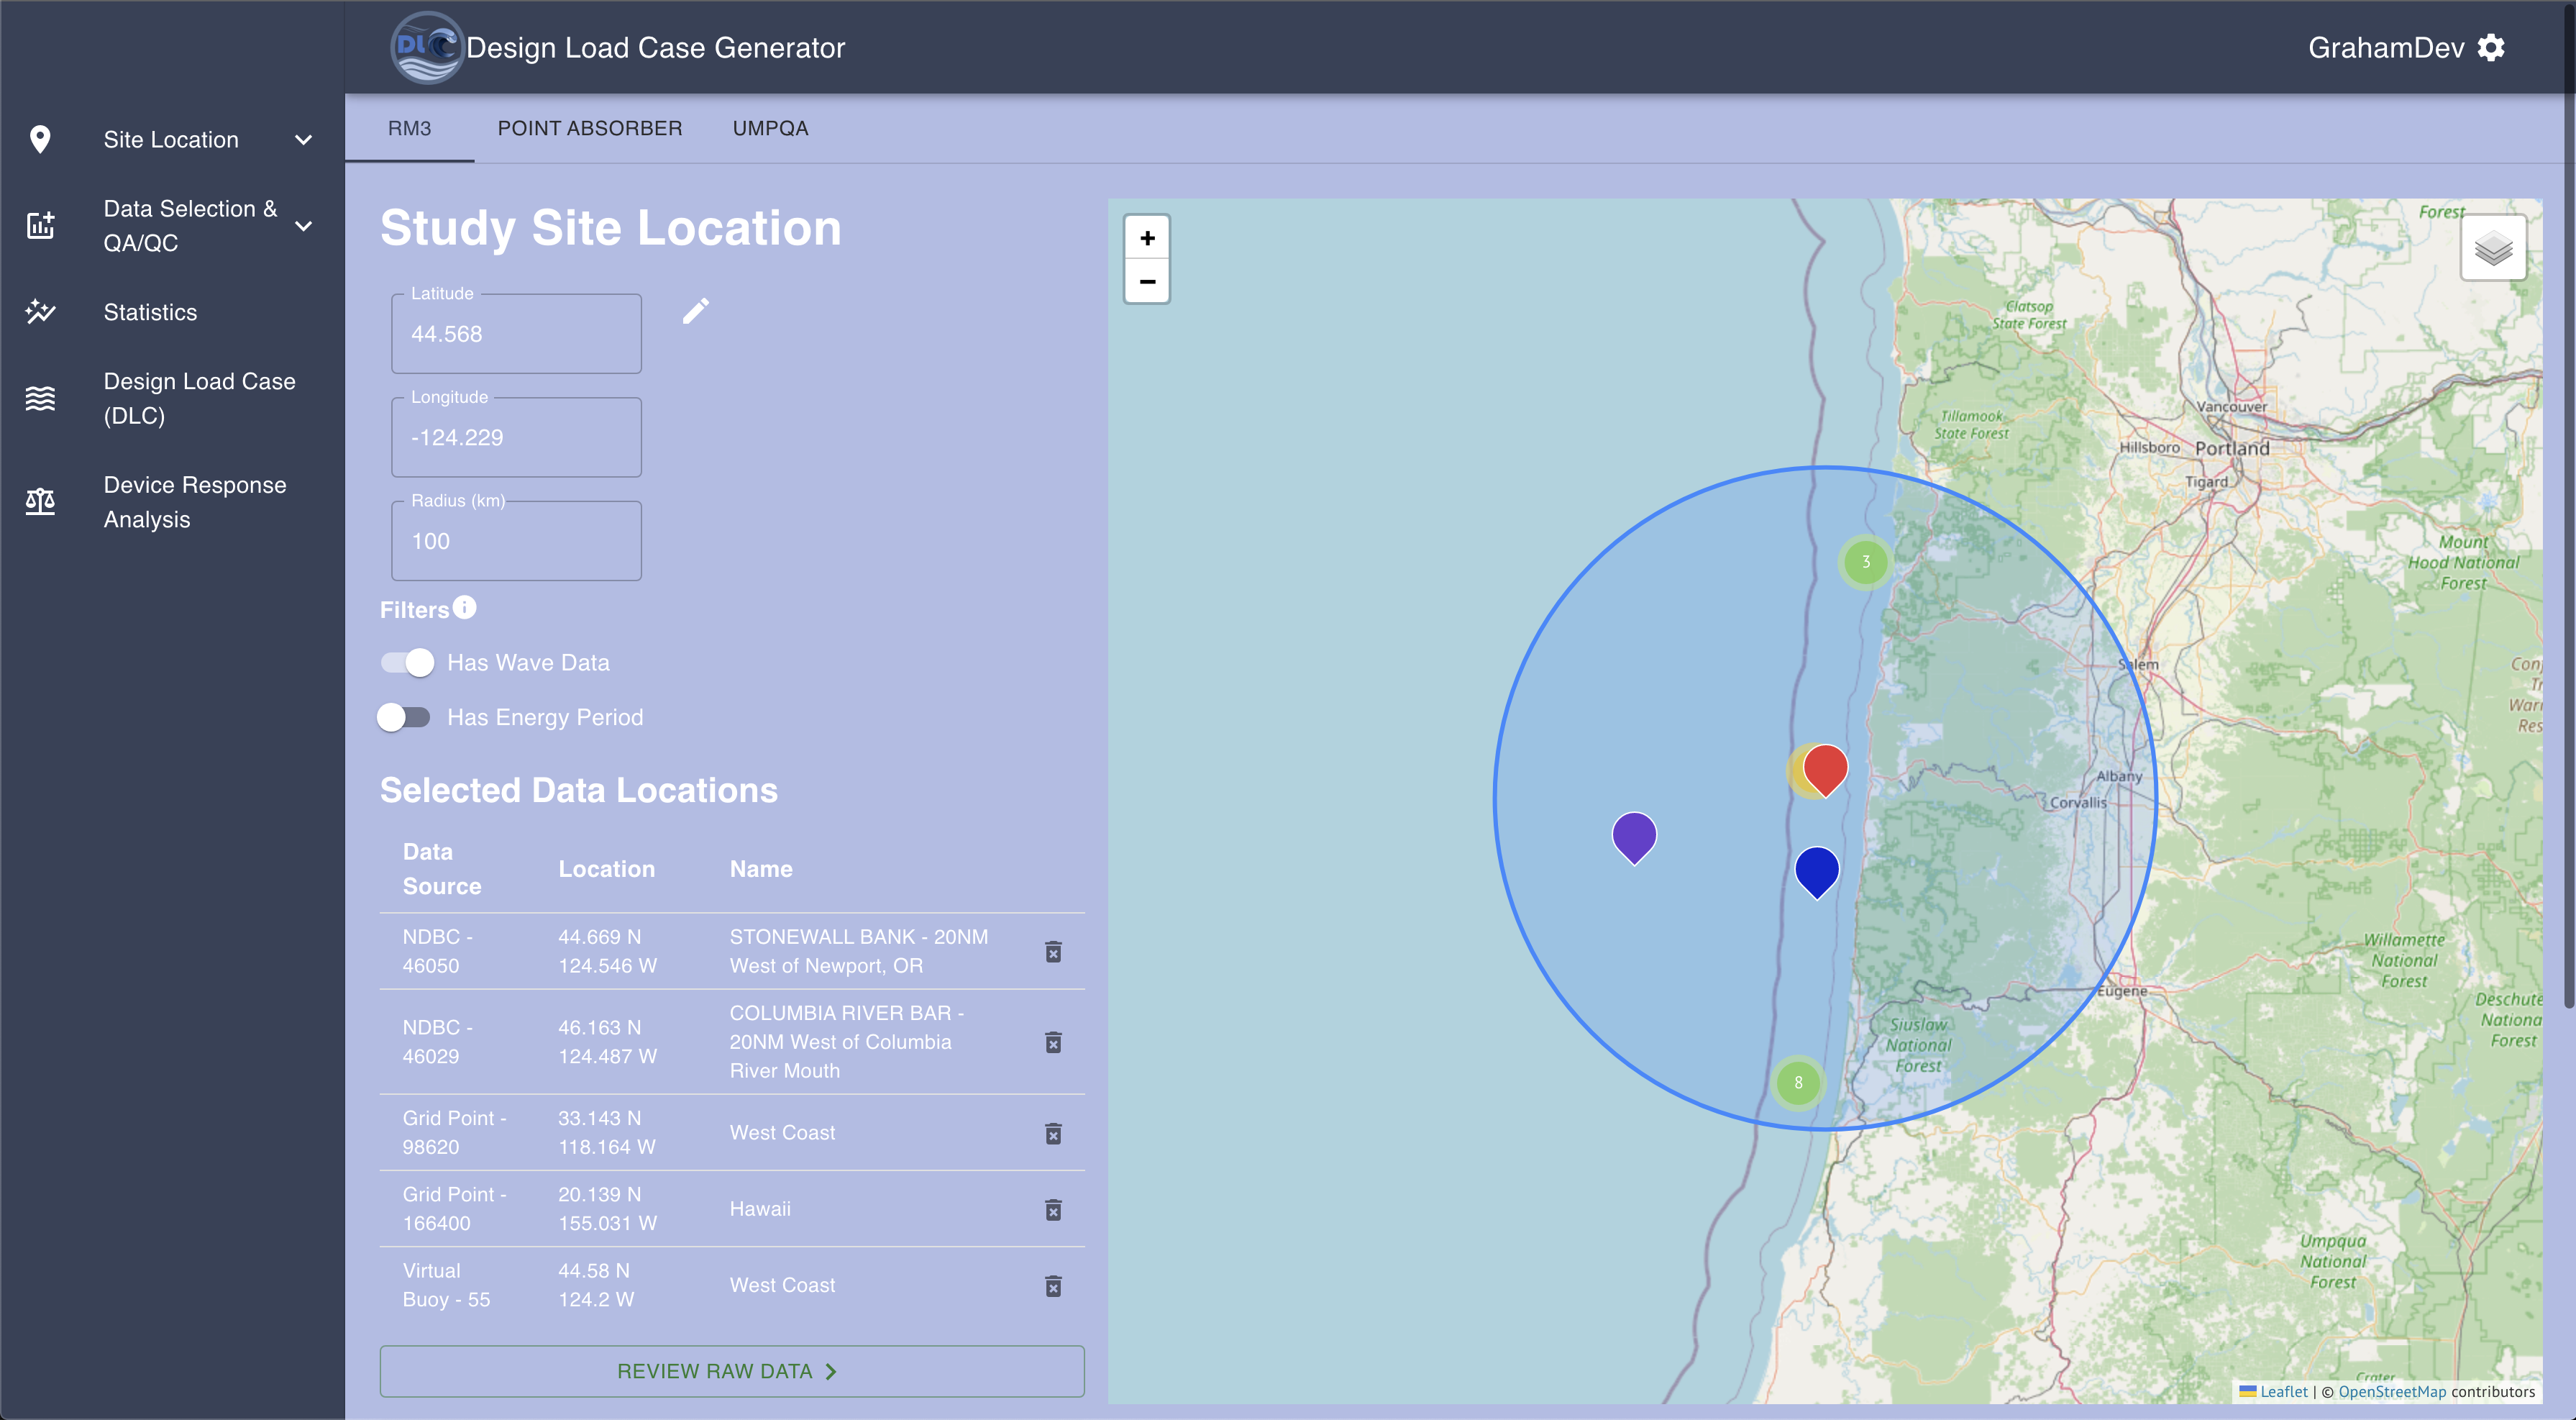 DLC Design Load Case Generator
GrahamDev
Site Location
Data Selection &
QA/QC
Statistics
Design Load Case
(DLC)
Device Response
Analysis
RM3
POINT ABSORBER
UMPQA
Study Site Location
Latitude
44.568
Longitude
-124.229
Radius (km)
100
Filters
Has Wave Data
Has Energy Period
Selected Data Locations
Data
Source
Location
Name
NDBC -
46050
44.669 N
124.546 W
STONEWALL BANK - 20NM
West of Newport, OR
NDBC -
46029
46.163 N
124.487 W
COLUMBIA RIVER BAR -
20NM West of Columbia
River Mouth
Grid Point -
98620
33.143 N
118.164 W
West Coast
Grid Point -
166400
20.139 N
155.031 W
Hawaii
Virtual
Buoy - 55
44.58 N
124.2 W
West Coast
REVIEW RAW DATA
+
−
Forest
Clatsop
State Forest
Tillamook
State Forest
Vancouver
Hillsboro
Portland
Tigard
Mount
Hood National
Forest
3
Salem
Conf
Tr
Warm
Res
Albany
Corvallis
Willamette
National
Forest
Eugene
Deschute
Nationa
Forest
Siuslaw
National
Forest
8
Umpqua
National
Forest
Crater
Leaflet | © OpenStreetMap contributors